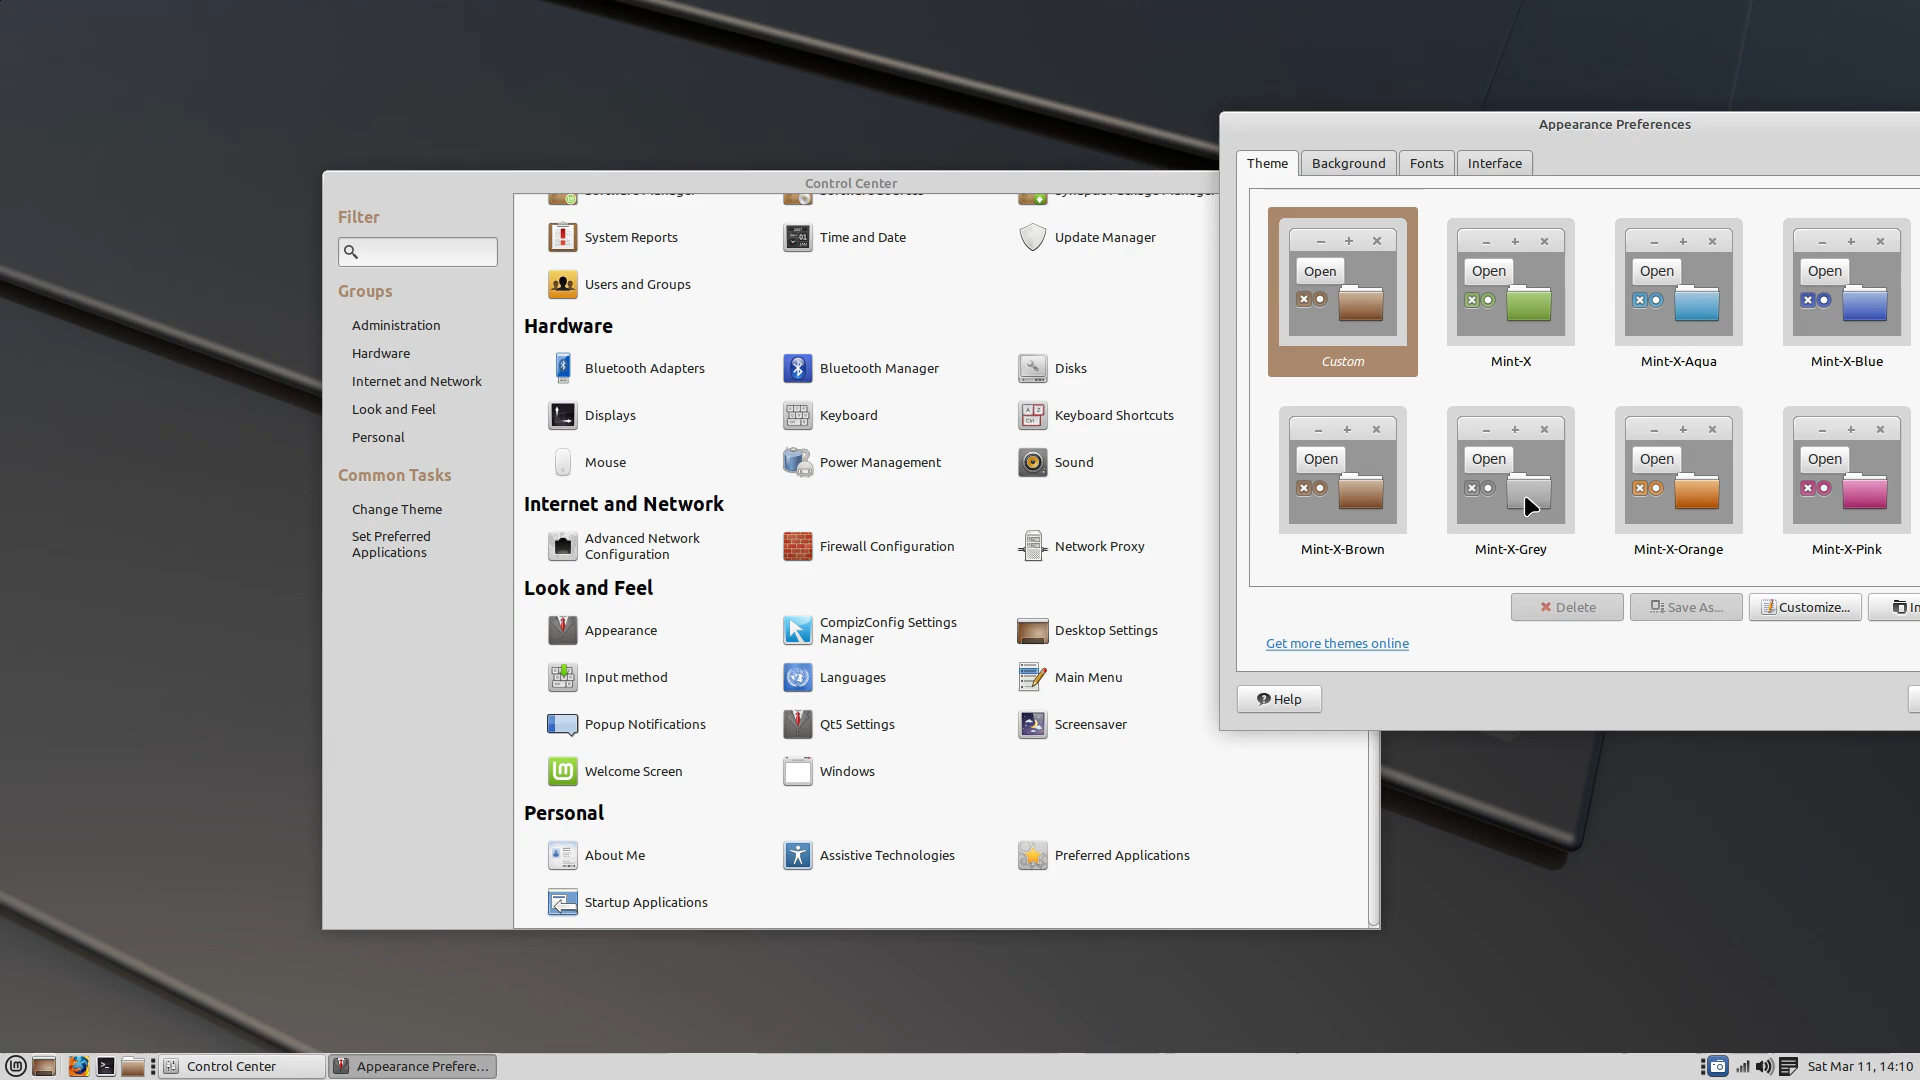 Appearance Preferences
Theme
Background
Fonts
Interface
Custom
Open
Mint-X
Open
Mint-X-Aqua
Open
Mint-X-Blue
Open
Mint-X-Brown
Open
Mint-X-Grey
Open
Mint-X-Orange
Open
Mint-X-Pink
Open
Delete
Save As...
Customize...
Get more themes online
Help
Control Center
Filter
Groups
Administration
Hardware
Internet and Network
Look and Feel
Personal
Common Tasks
Change Theme
Set Preferred
Applications
System Reports
Time and Date
Update Manager
Users and Groups
Hardware
Bluetooth Adapters
Bluetooth Manager
Disks
Displays
Keyboard
Keyboard Shortcuts
Mouse
Power Management
Sound
Internet and Network
Advanced Network
Configuration
Firewall Configuration
Network Proxy
Look and Feel
Appearance
CompizConfig Settings
Manager
Desktop Settings
Input method
Languages
Main Menu
Popup Notifications
Qt5 Settings
Screensaver
Welcome Screen
Windows
Personal
About Me
Assistive Technologies
Preferred Applications
Startup Applications
Control Center
Appearance Prefere...
Sat Mar 11, 14:10